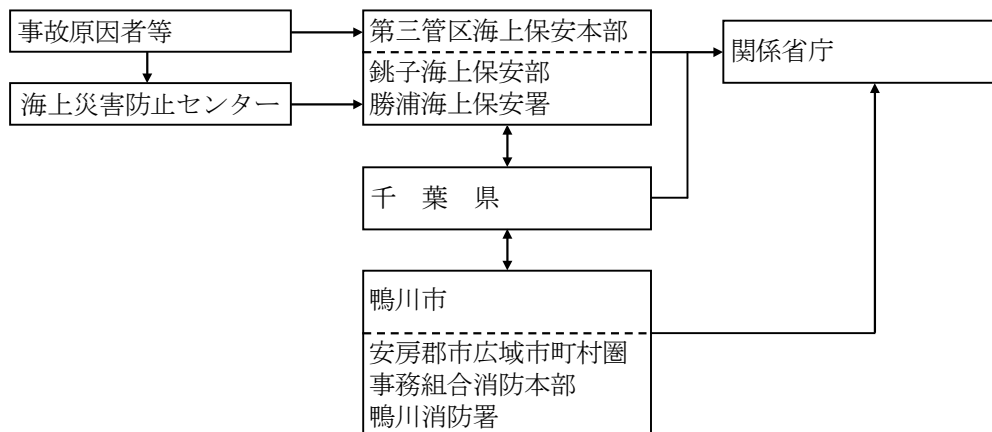 事故原因者等
海上災害防止センター
第三管区海上保安本部
銚子海上保安部
勝浦海上保安署
関係省庁
千　葉　県
鴨川市
安房郡市広域市町村圏
事務組合消防本部
鴨川消防署